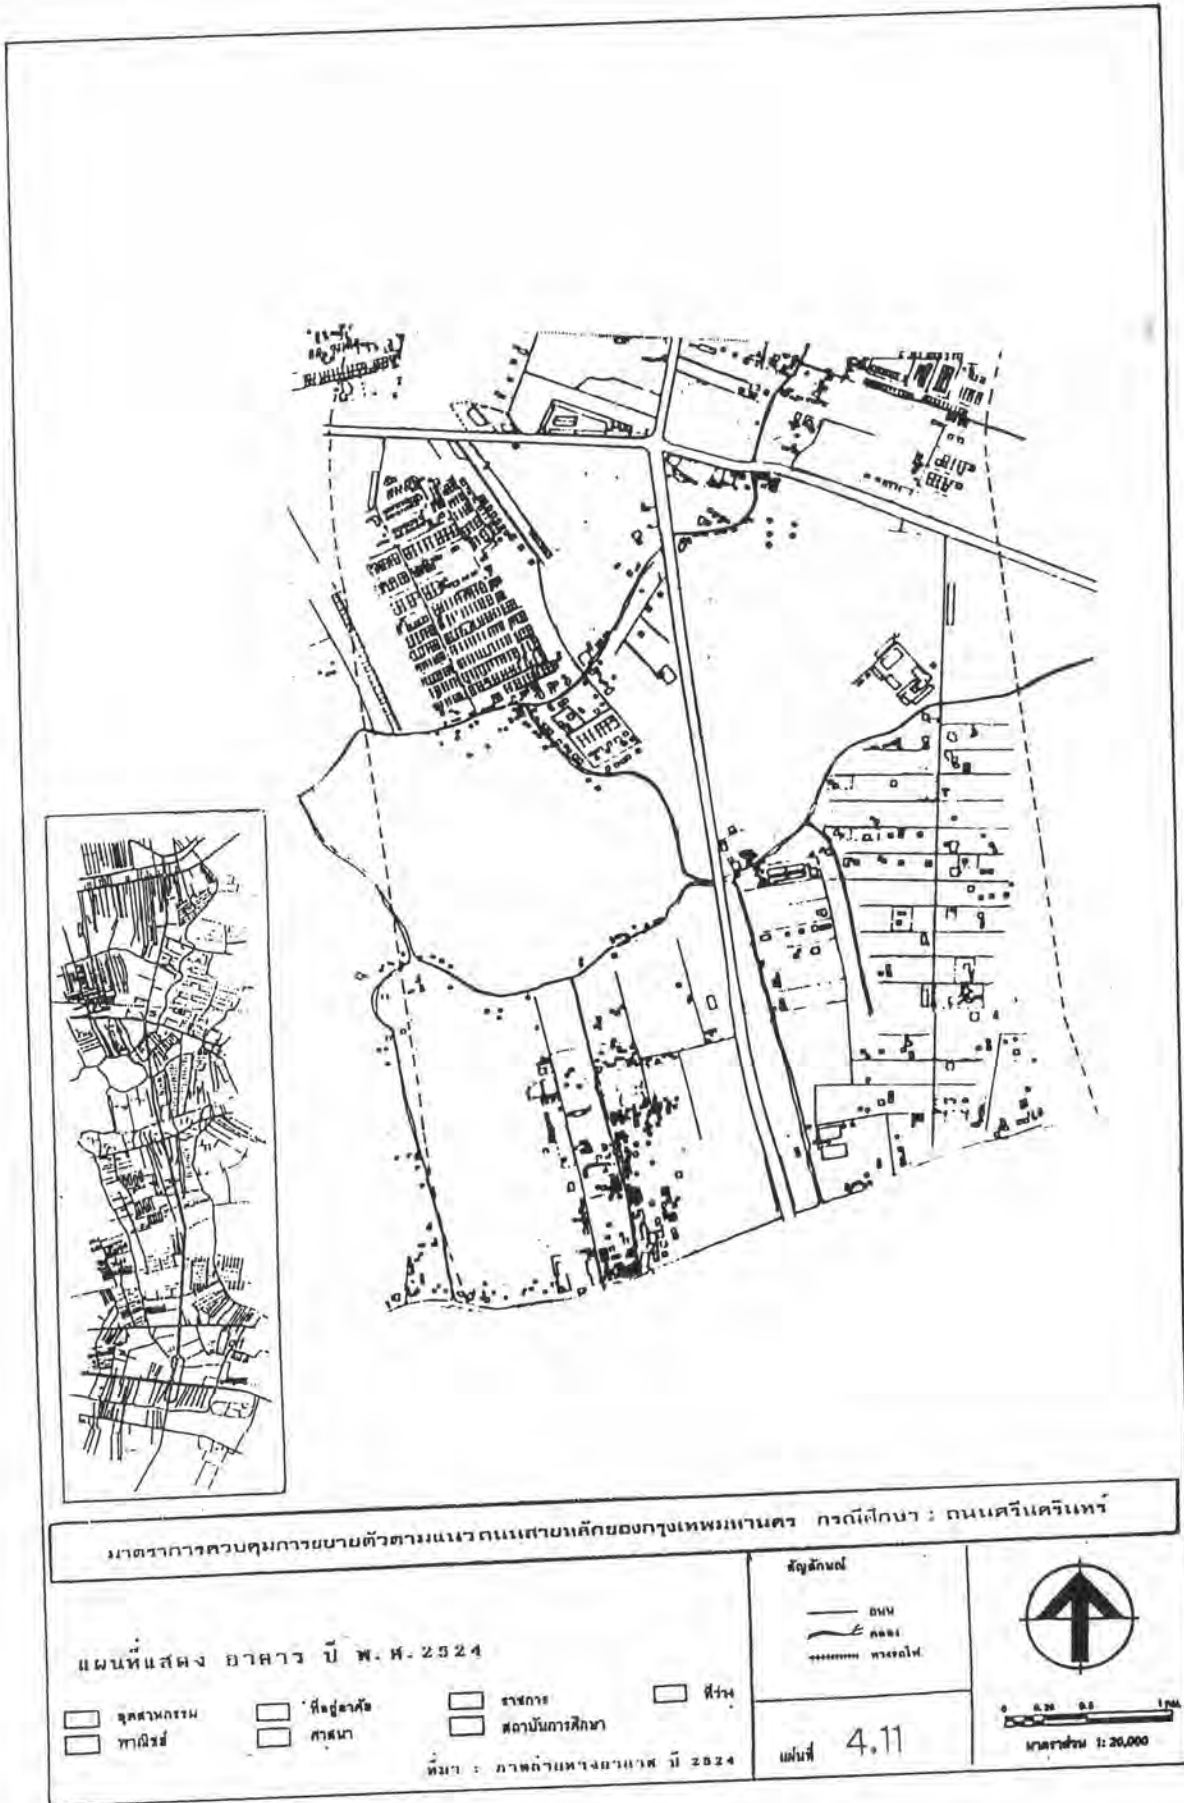 มาตราการควบคุมการขยายตัวตามแนวถนนสายหลักของกรุงเทพมหานคร กรณีศึกษา : ถนนศรีนครินทร์
แผนที่แสดง อาคาร ปี พ.ศ.2524
อุตสาหกรรม
ที่อยู่อาศัย
ราชการ
ที่ว่าง
พาณิชย์
ศาสนา
สถาบันการศึกษา
ที่มา : ภาพถ่ายทางอากาศ ปี 2524
สัญลักษณ์
ถนน
คลอง
ทางรถไฟ
แผ่นที่ 4.11
0 0.5 1 กม.
มาตราส่วน 1:20,000